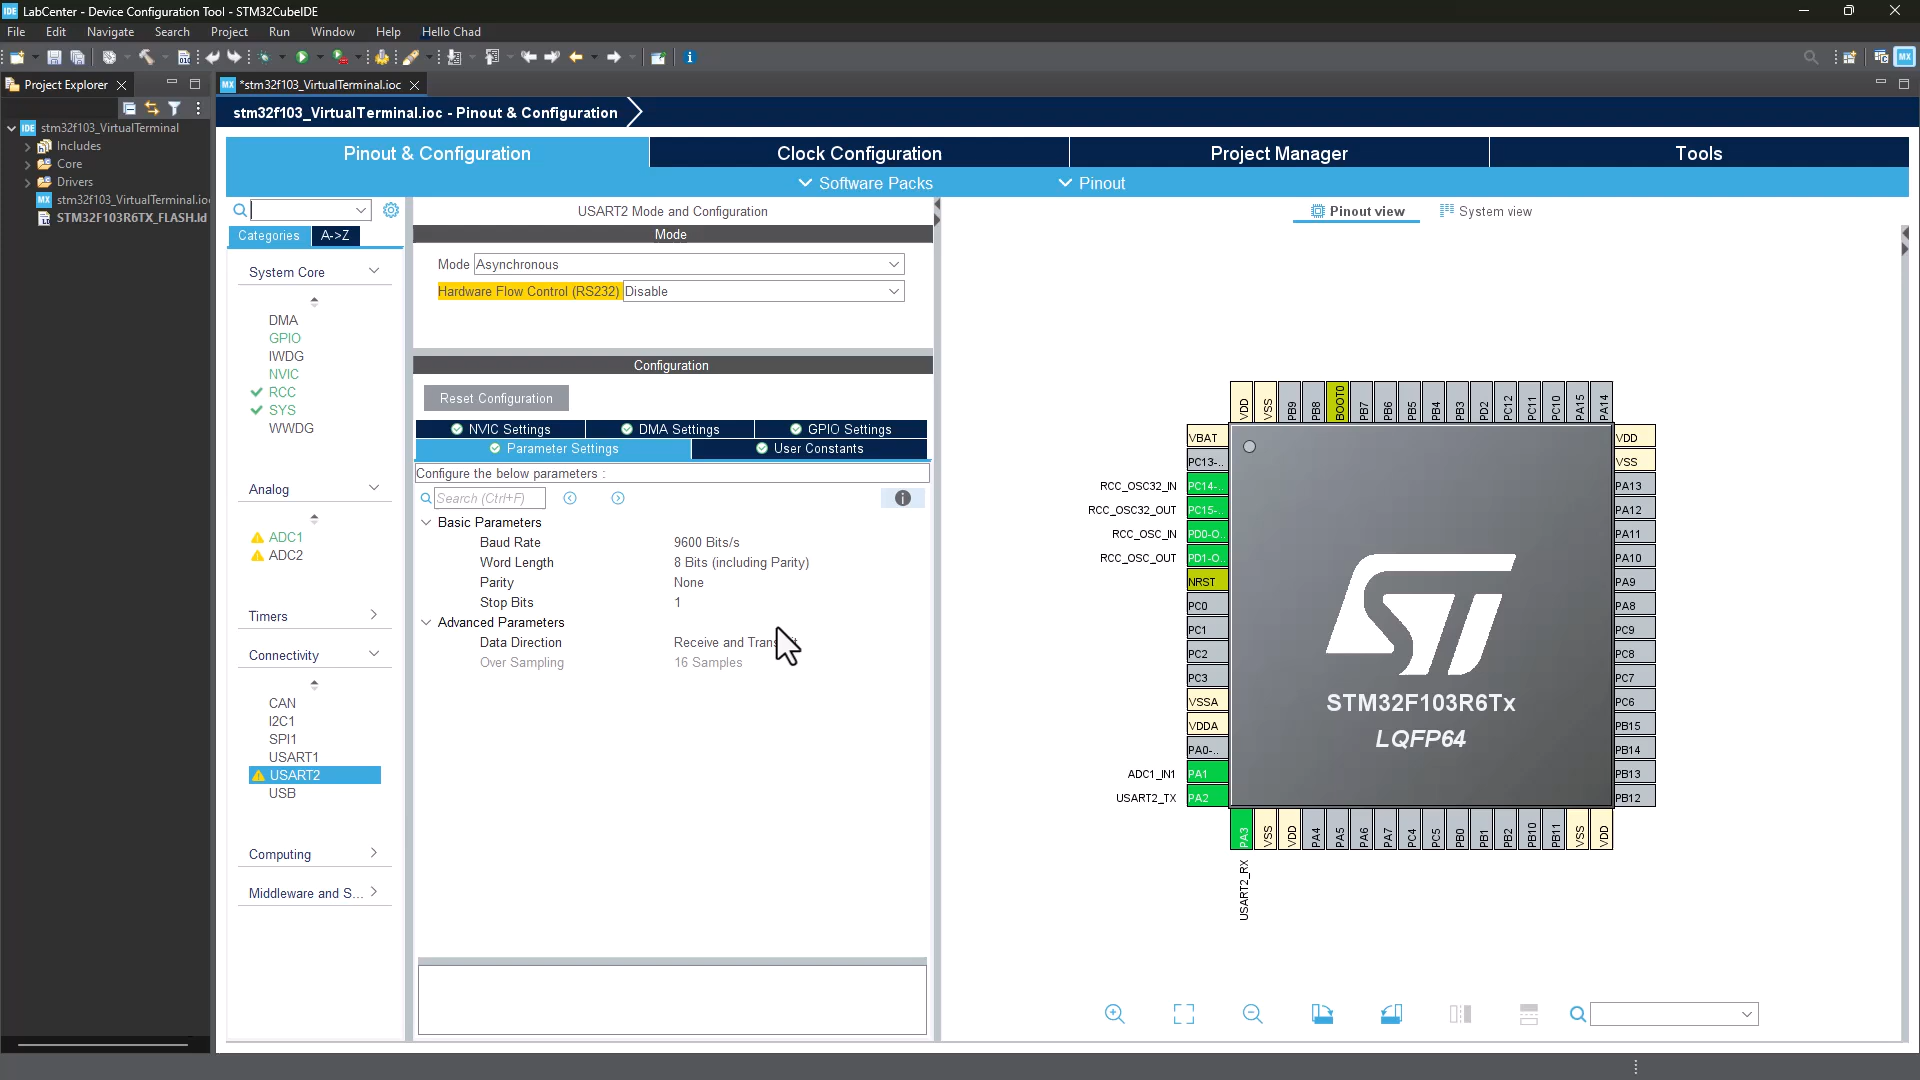 IDE LabCenter - Device Configuration Tool - STM32CubeIDE
File Edit Navigate Search Project Run Window Help Hello Chad
Project Explorer
MX *stm32f103_VirtualTerminal.ioc
stm32f103_VirtualTerminal.ioc - Pinout & Configuration
IDE stm32f103_VirtualTerminal
Includes
Core
Drivers
MX stm32f103_VirtualTerminal.io
STM32F103R6TX_FLASH.ld
Pinout & Configuration
Clock Configuration
Project Manager
Tools
Software Packs
Pinout
Categories
A->Z
System Core
DMA
GPIO
IWDG
NVIC
RCC
SYS
WWDG
Analog
ADC1
ADC2
Timers
Connectivity
CAN
I2C1
SPI1
USART1
USART2
USB
Computing
Middleware and S...
USART2 Mode and Configuration
Mode
Mode Asynchronous
Hardware Flow Control (RS232) Disable
Configuration
Reset Configuration
NVIC Settings
DMA Settings
GPIO Settings
Parameter Settings
User Constants
Configure the below parameters :
Search (Ctrl+F)
Basic Parameters
Baud Rate 9600 Bits/s
Word Length 8 Bits (including Parity)
Parity None
Stop Bits 1
Advanced Parameters
Data Direction Receive and
Over Sampling 16 Samples
Pinout view
System view
VDD VSS PB9 PB8 BOOT0 PB7 PB6 PB5 PB4 PB3 PD2 PC12 PC11 PC10 PA15 PA14
VBAT
PC13-..
RCC_OSC32_IN PC14-..
RCC_OSC32_OUT PC15-..
RCC_OSC_IN PD0-O..
RCC_OSC_OUT PD1-O..
NRST
PC0
PC1
PC2
PC3
VSSA
VDDA
PA0-..
ADC1_IN1 PA1
USART2_TX PA2
ST
STM32F103R6Tx
LQFP64
VDD
VSS
PA13
PA12
PA11
PA10
PA9
PA8
PC9
PC8
PC7
PC6
PB15
PB14
PB13
PB12
PA3 VSS VDD PA4 PA5 PA6 PA7 PC4 PC5 PB0 PB1 PB2 PB10 PB11 VSS VDD
USART2_RX